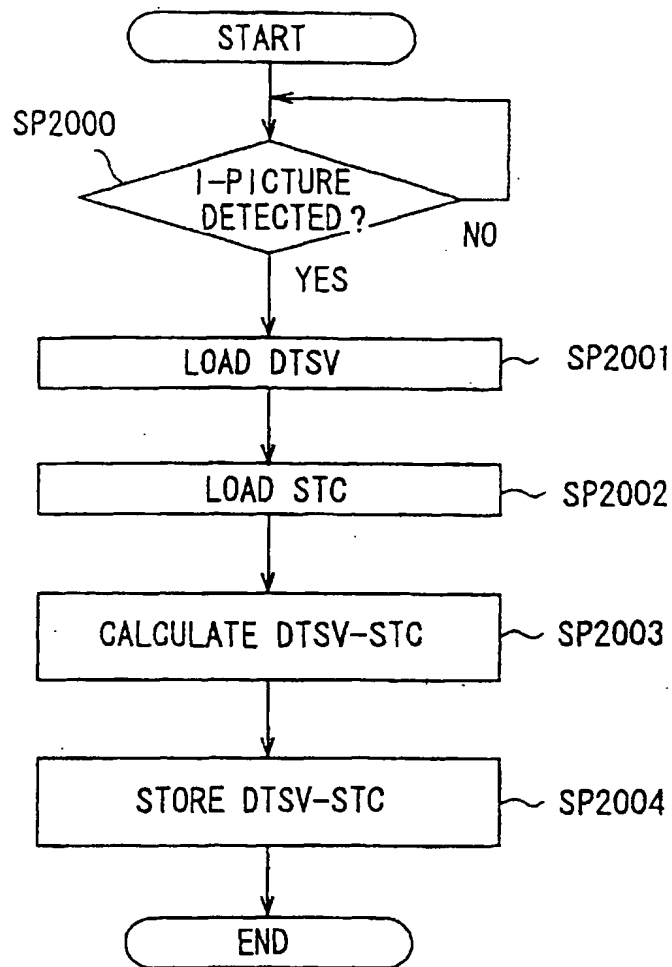 START
SP2000
I-PICTURE
DETECTED?
NO
YES
LOAD DTSV
SP2001
LOAD STC
SP2002
CALCULATE DTSV-STC
SP2003
STORE DTSV-STC
SP2004
END